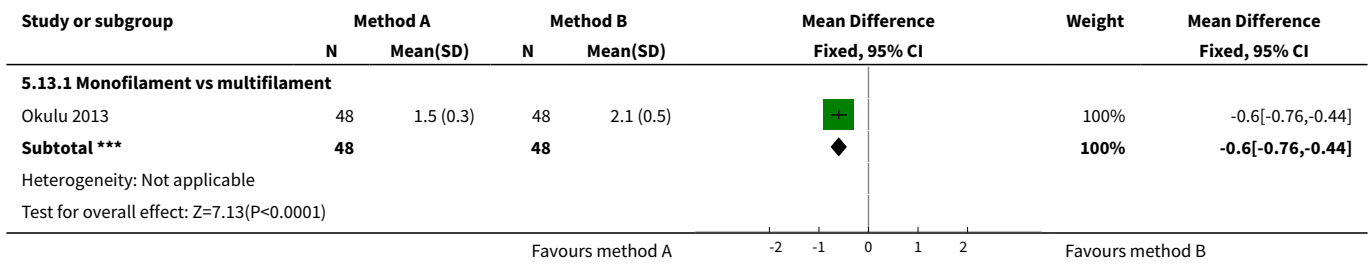 Study or subgroup Method A Method B Mean Difference Weight Mean Difference
N Mean(SD) N Mean(SD) Fixed, 95% CI Fixed, 95% CI
5.13.1 Monofilament vs multifilament
Okulu 2013 48 1.5 (0.3) 48 2.1 (0.5) 100% -0.6[-0.76,-0.44]
Subtotal *** 48 48 100% -0.6[-0.76,-0.44]
Heterogeneity: Not applicable
Test for overall effect: Z=7.13(P<0.0001)
Favours method A -2 -1 0 1 2 Favours method B